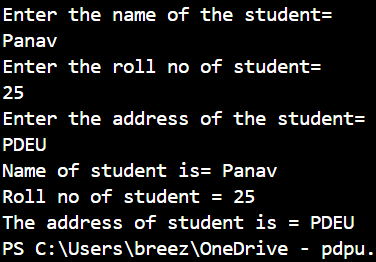 Enter the name of the student=
Panav
Enter the roll no of student=
25
Enter the address of the student=
PDEU
Name of student is= Panav
Roll no of student = 25
The address of student is = PDEU
PS C:\Users\breez\OneDrive - pdpu.